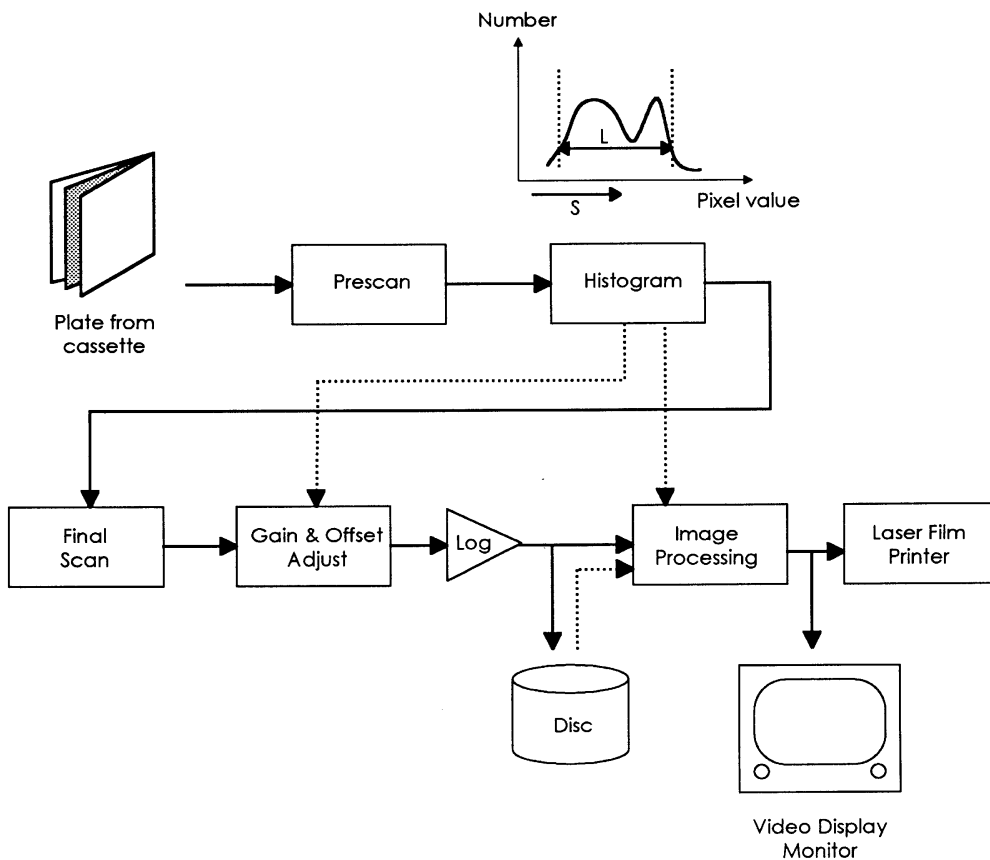 Number
L
S
Pixel value
Plate from
cassette
Prescan
Histogram
Final
Scan
Gain & Offset
Adjust
Log
Image
Processing
Laser Film
Printer
Disc
Video Display
Monitor